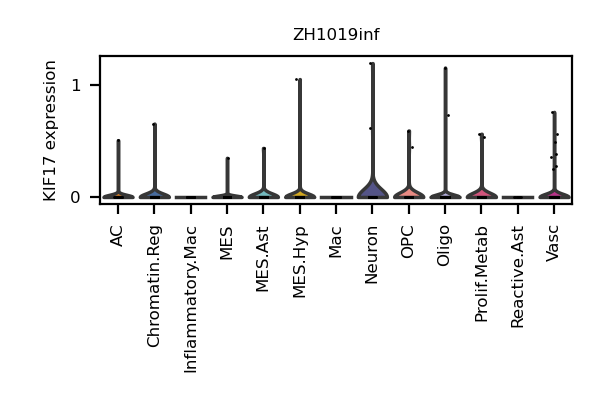 ZH1019inf
KIF17 expression
1
0
AC
Chromatin.Reg
Inflammatory.Mac
MES
MES.Ast
MES.Hyp
Mac
Neuron
OPC
Oligo
Prolif.Metab
Reactive.Ast
Vasc